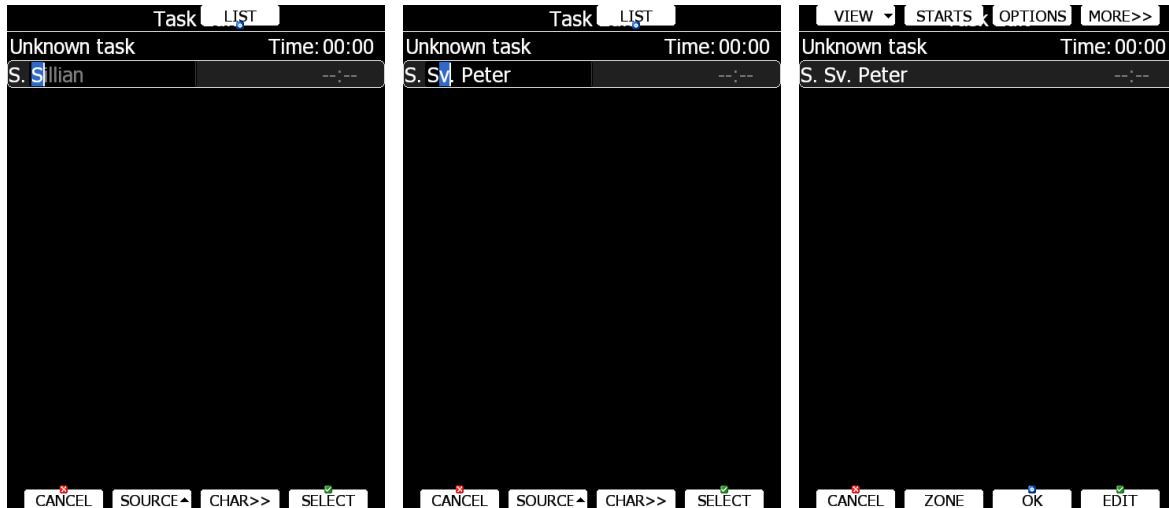 Task LIST
Unknown task Time: 00:00
S. Sillian --:--
CANCEL SOURCE CHAR>> SELECT
Task LIST
Unknown task Time: 00:00
S. Sv. Peter --:--
CANCEL SOURCE CHAR>> SELECT
VIEW STARTS OPTIONS MORE>>
Unknown task Time: 00:00
S. Sv. Peter --:--
CANCEL ZONE OK EDIT